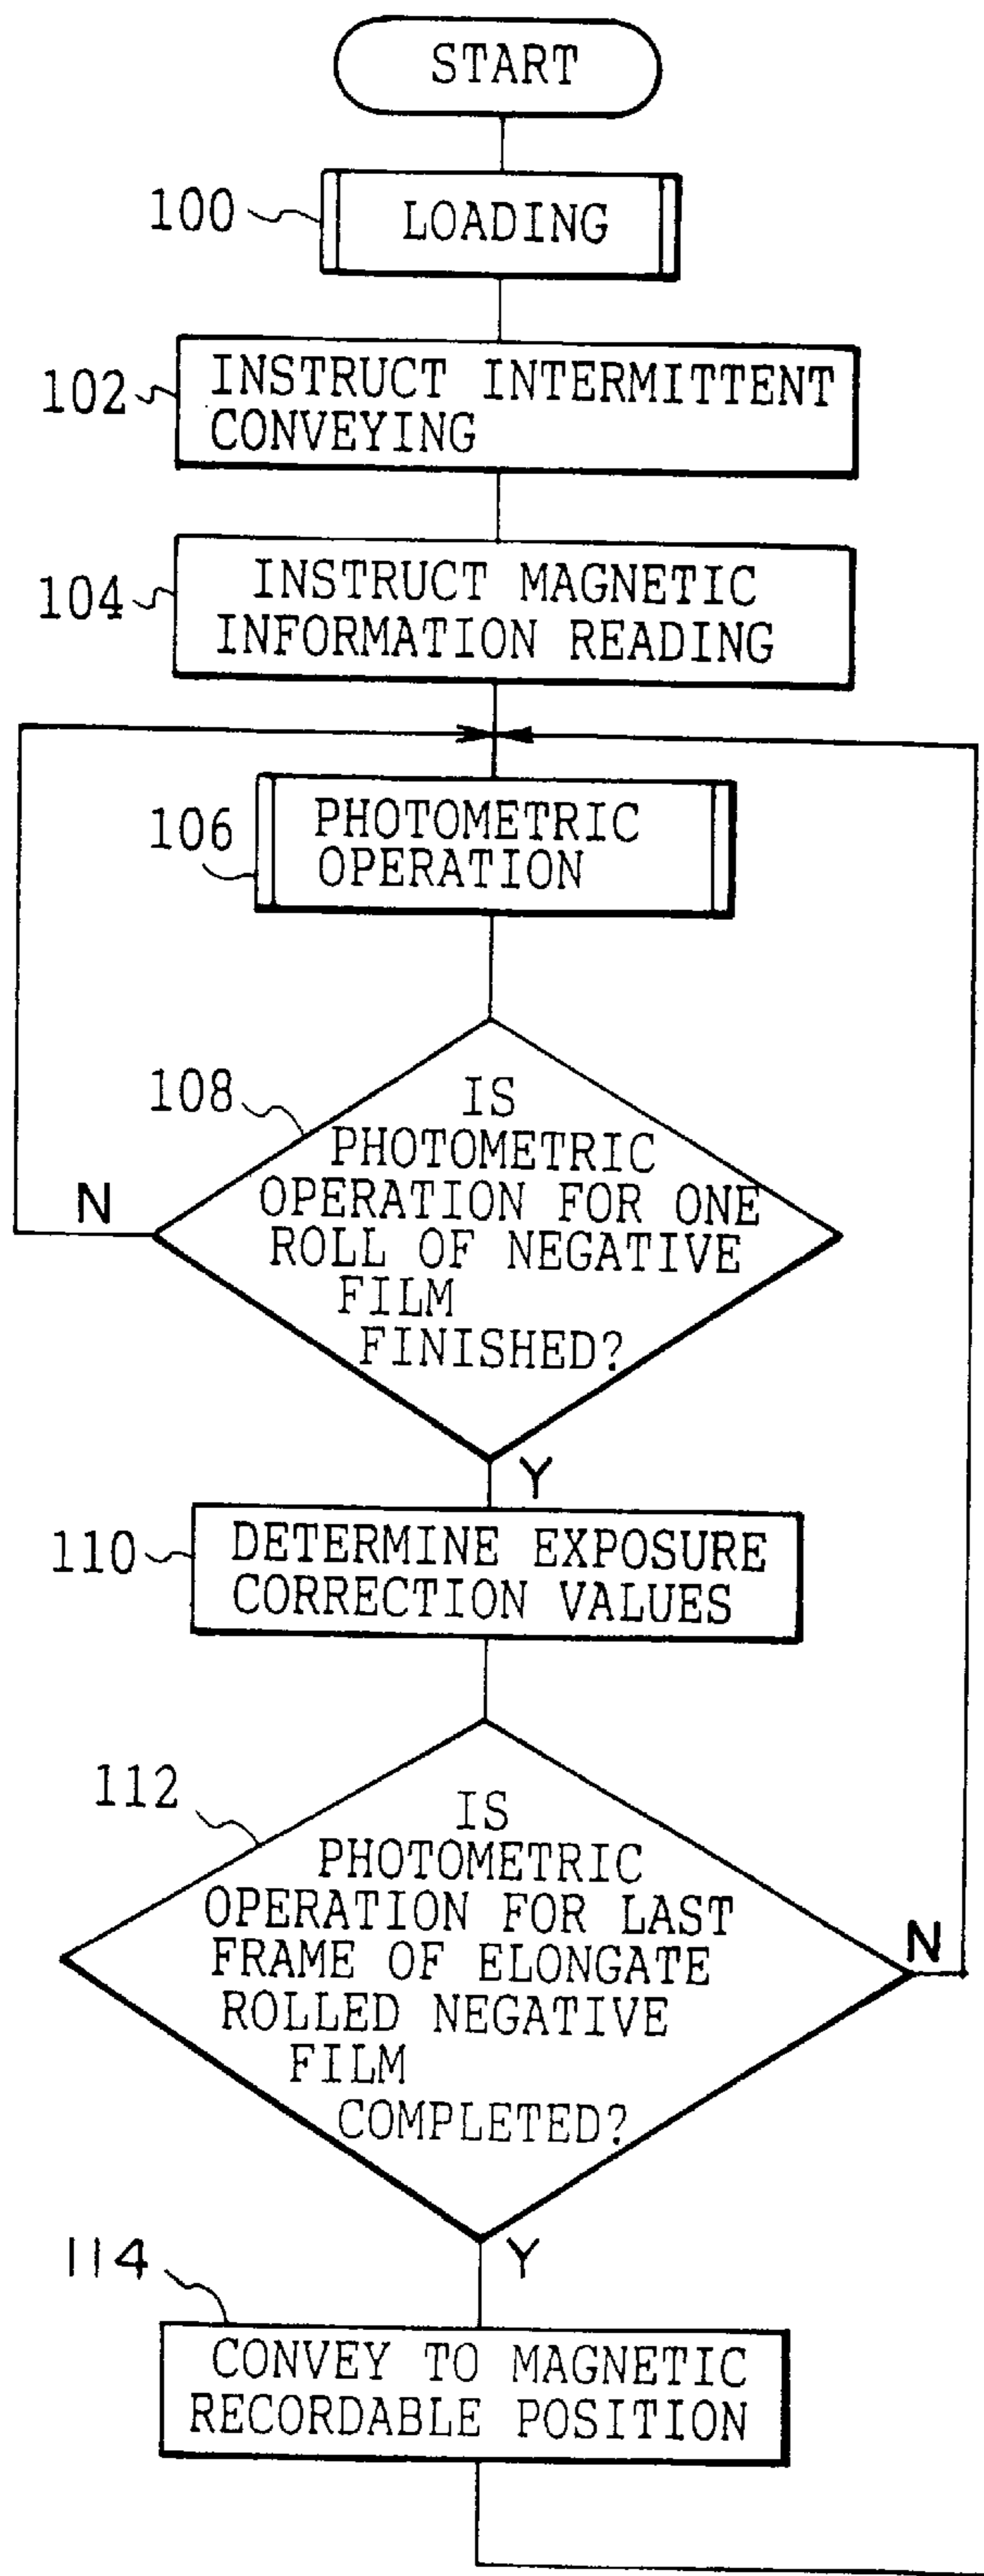 START
100
LOADING
102
INSTRUCT INTERMITTENT
CONVEYING
104
INSTRUCT MAGNETIC
INFORMATION READING
106
PHOTOMETRIC
OPERATION
108
IS
PHOTOMETRIC
OPERATION FOR ONE
ROLL OF NEGATIVE
FILM
FINISHED?
N
Y
110
DETERMINE EXPOSURE
CORRECTION VALUES
112
IS
PHOTOMETRIC
OPERATION FOR LAST
FRAME OF ELONGATE
ROLLED NEGATIVE
FILM
COMPLETED?
N
Y
114
CONVEY TO MAGNETIC
RECORDABLE POSITION